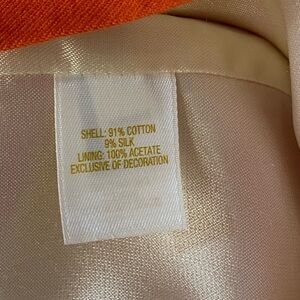 SHELL: 91% COTTON
9% SILK
LINING: 100% ACETATE
EXCLUSIVE OF DECORATION